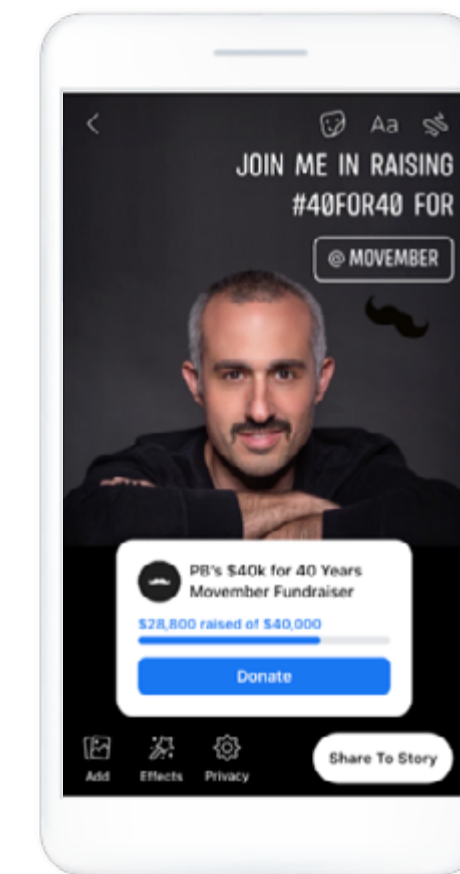 Aa
JOIN ME IN RAISING
#40FOR40 FOR
@ MOVEMBER
PB's $40k for 40 Years
Movember Fundraiser
$28,800 raised of $40,000
Donate
Add Effects Privacy
Share To Story